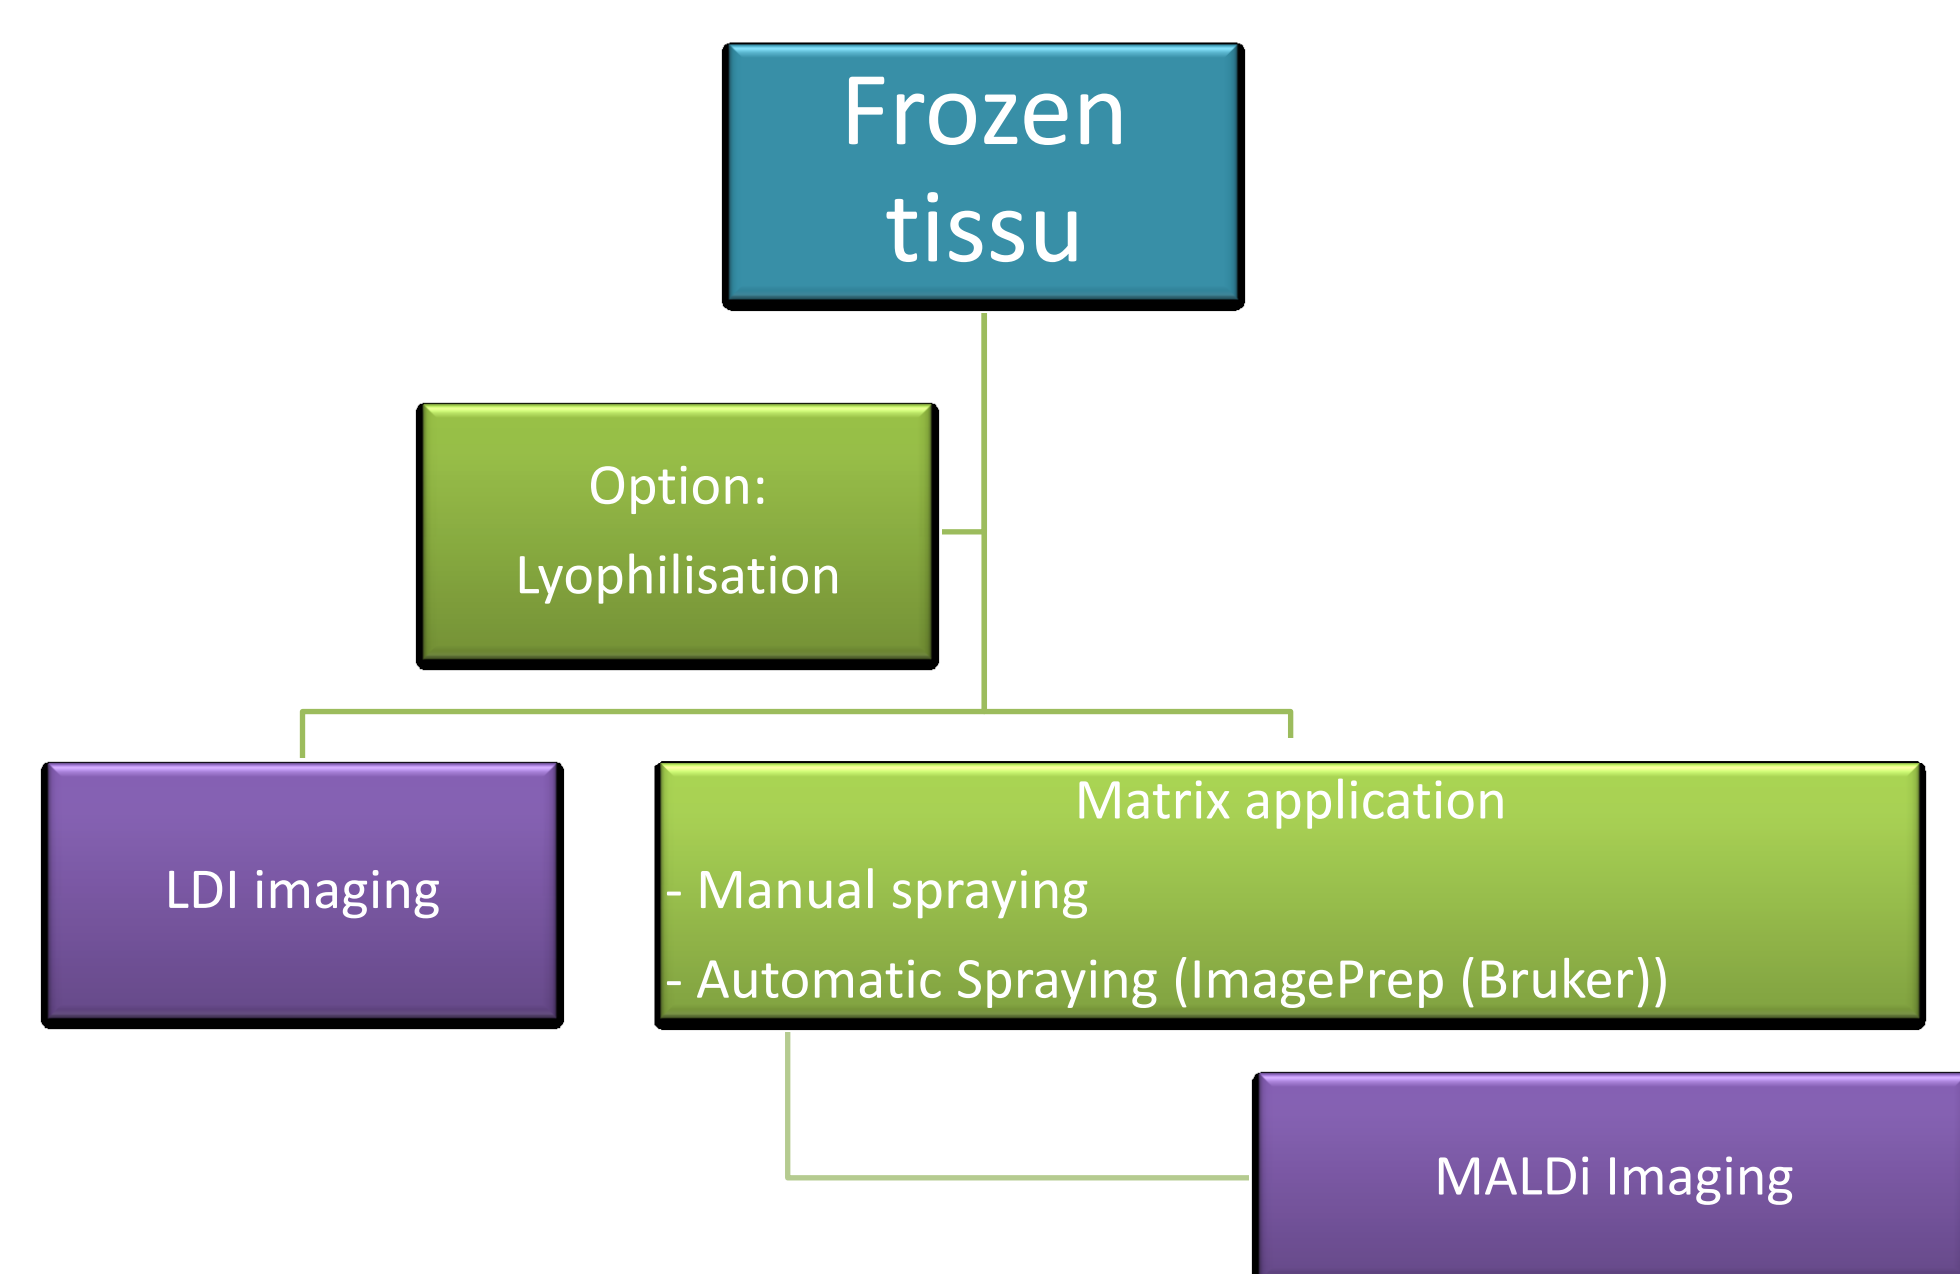 Frozen
tissu
Option:
Lyophilisation
LDI imaging
Matrix application
- Manual spraying
- Automatic Spraying (ImagePrep (Bruker))
MALDi Imaging